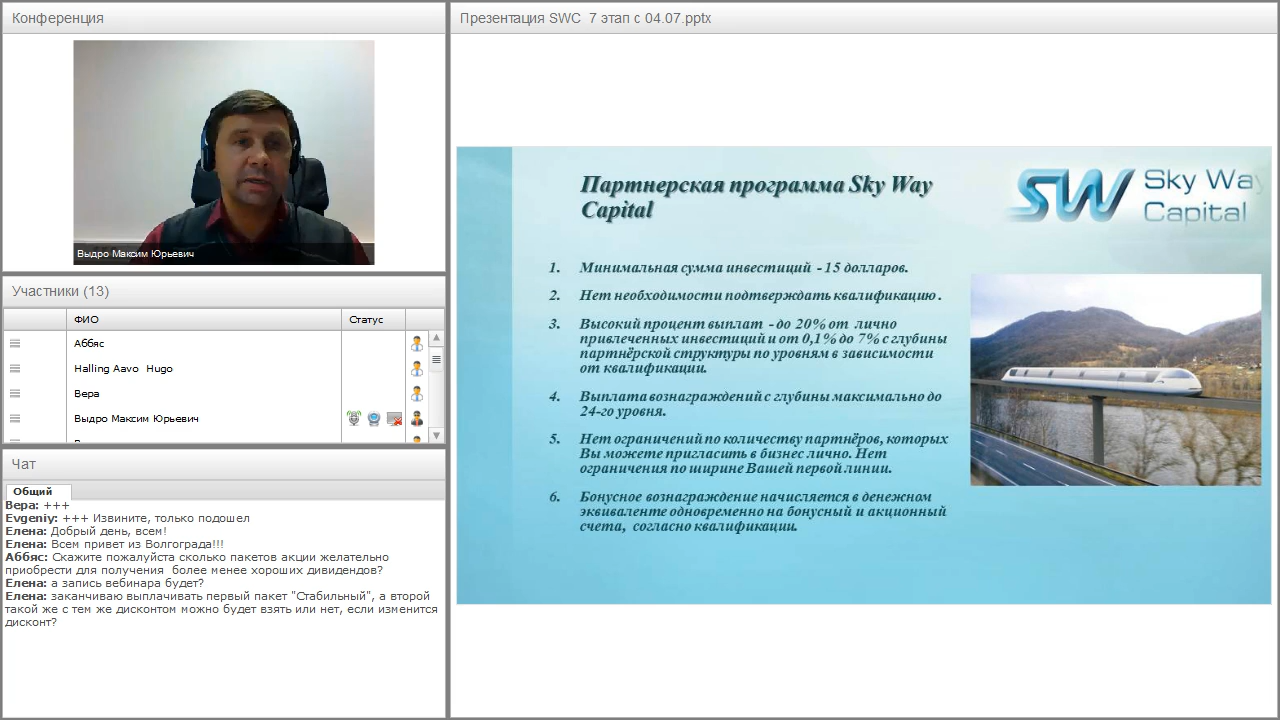 Конференция
Выдро Максим Юрьевич
Участники (13)
ФИО
Статус
Аббяс
Halling Aavo Hugo
Вера
Выдро Максим Юрьевич
Чат
Общий
Вера: +++
Evgeniy: +++ Извините, только подошел
Елена: Добрый день, всем!
Елена: Всем привет из Волгограда!!!
Аббяс: Скажите пожалуйста сколько пакетов акции желательно
приобрести для получения более менее хороших дивидендов?
Елена: а запись вебинара будет?
Елена: заканчиваю выплачивать первый пакет "Стабильный", а второй
такой же с тем же дисконтом можно будет взять или нет, если изменится
дисконт?
Презентация SWC 7 этап с 04.07.pptx
Партнерская программа Sky Way
Capital
SW Sky Way
Capital
1. Минимальная сумма инвестиций - 15 долларов.
2. Нет необходимости подтверждать квалификацию .
3. Высокий процент выплат - до 20% от лично
привлеченных инвестиций и от 0,1% до 7% с глубины
партнёрской структуры по уровням в зависимости
от квалификации.
4. Выплата вознаграждений с глубины максимально до
24-го уровня.
5. Нет ограничений по количеству партнёров, которых
Вы можете пригласить в бизнес лично. Нет
ограничения по ширине Вашей первой линии.
6. Бонусное вознаграждение начисляется в денежном
эквиваленте одновременно на бонусный и акционный
счета, согласно квалификации.